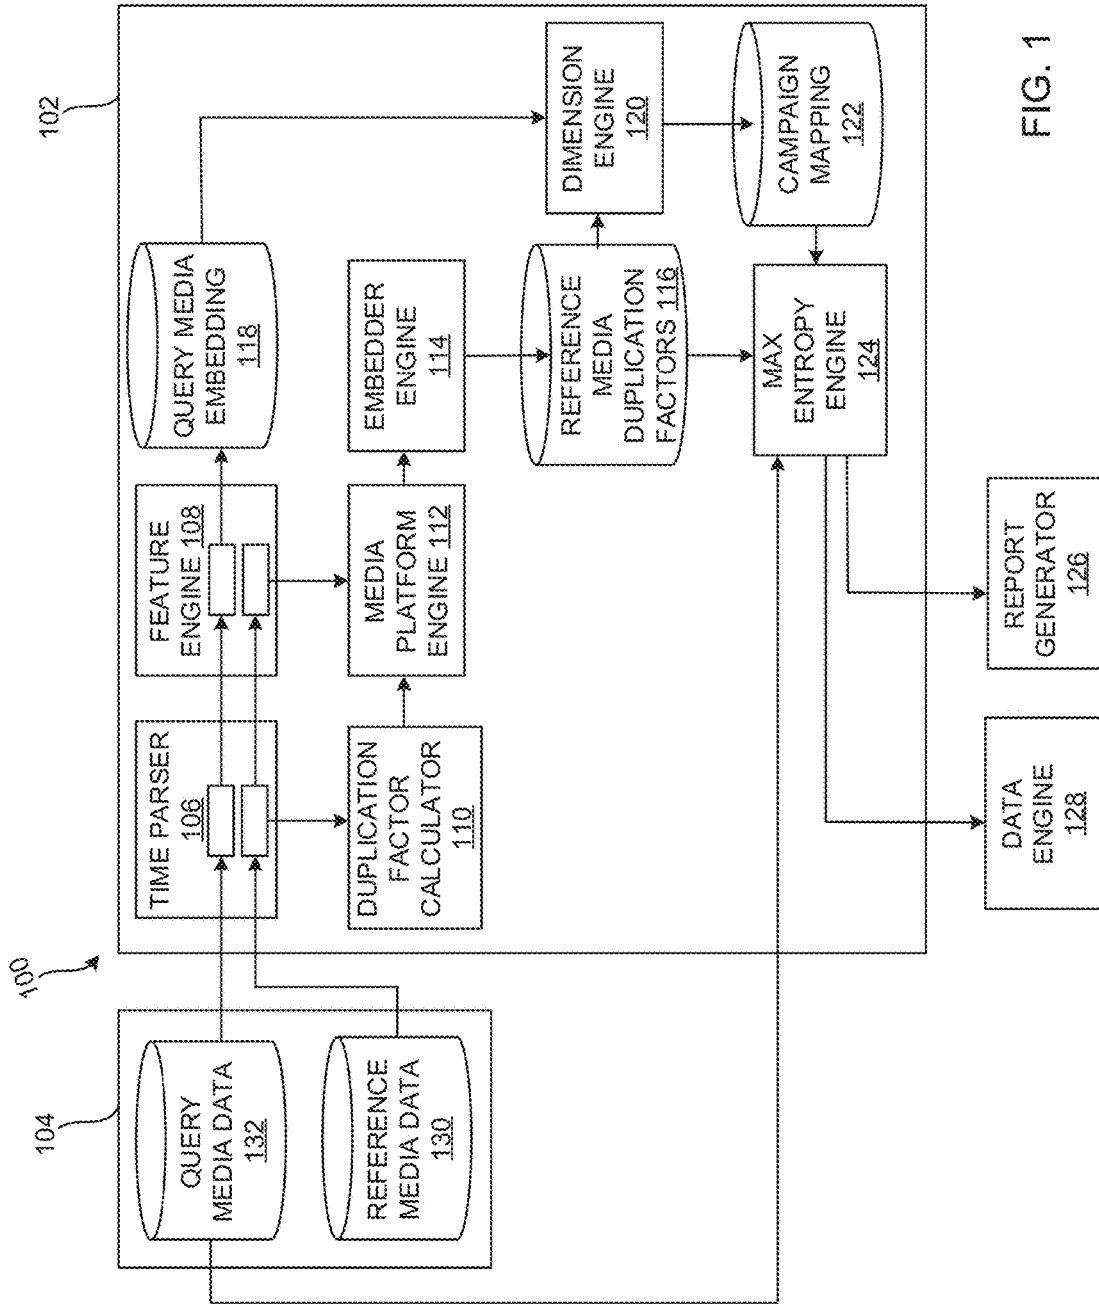 100
104
QUERY
MEDIA DATA
132
REFERENCE
MEDIA DATA
130
102
TIME PARSER
106
FEATURE
ENGINE 108
QUERY MEDIA
EMBEDDING
118
DUPLICATION
FACTOR
CALCULATOR
110
MEDIA
PLATFORM
ENGINE 112
EMBEDDER
ENGINE
114
REFERENCE
MEDIA
DUPLICATION
FACTORS 116
DIMENSION
ENGINE
120
MAX
ENTROPY
ENGINE
124
CAMPAIGN
MAPPING
122
DATA
ENGINE
128
REPORT
GENERATOR
126
FIG. 1